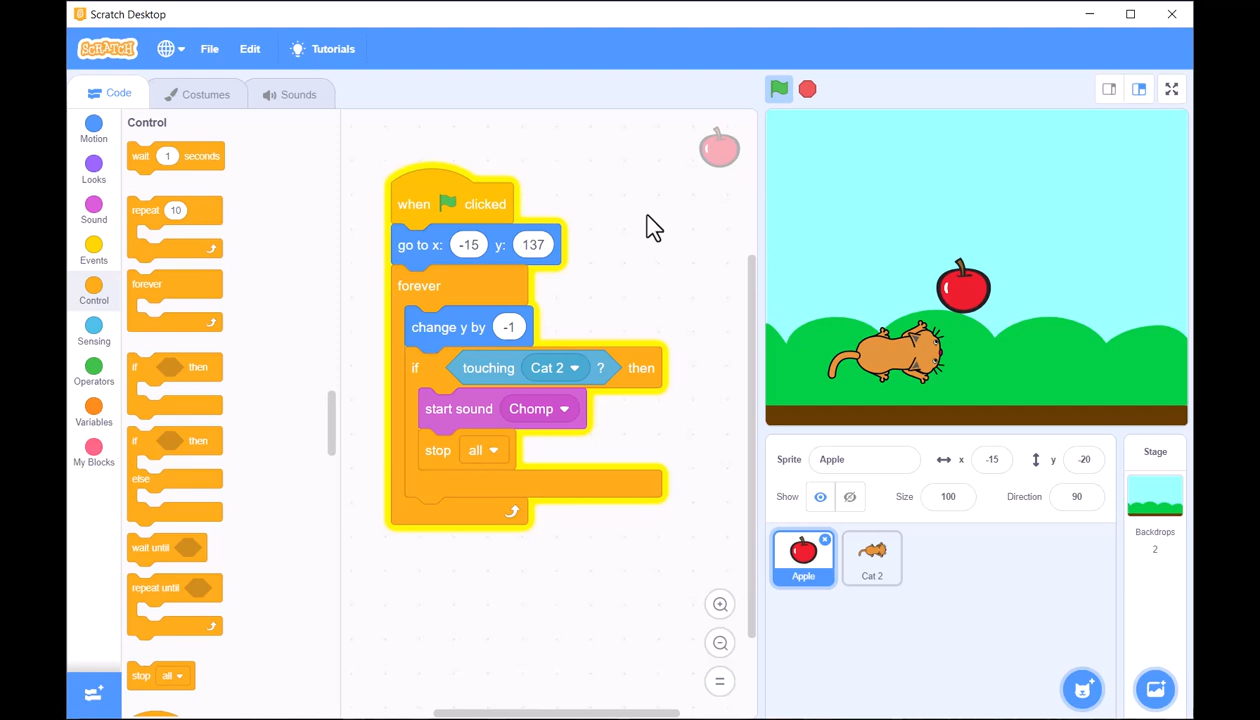 Scratch Desktop
SCRATCH
File
Edit
Tutorials
Code
Costumes
Sounds
Motion
Looks
Sound
Events
Control
Sensing
Operators
Variables
My Blocks
Control
wait 1 seconds
repeat 10
forever
if then
if then
else
wait until
repeat until
stop all
when clicked
go to x: -15 y: 137
forever
change y by -1
if touching Cat 2 ? then
start sound Chomp
stop all
Sprite Apple x -15 y -20
Show Size 100 Direction 90
Apple
Cat 2
Stage
Backdrops
2